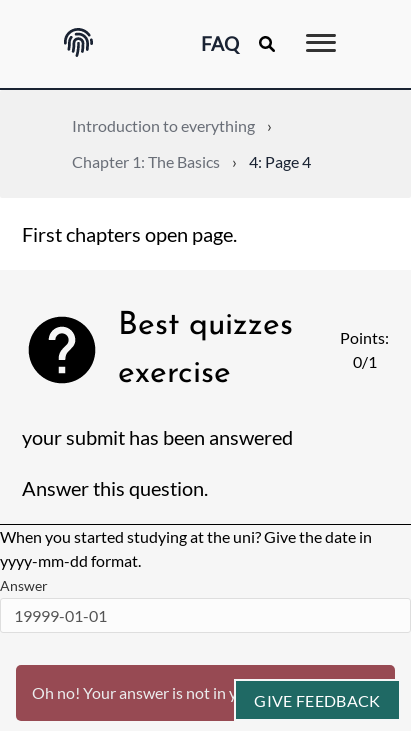 FAQ
Introduction to everything ›
Chapter 1: The Basics › 4: Page 4
First chapters open page.
Best quizzes
exercise
Points:
0/1
your submit has been answered
Answer this question.
When you started studying at the uni? Give the date in
yyyy-mm-dd format.
Answer
19999-01-01
Oh no! Your answer is not in
GIVE FEEDBACK